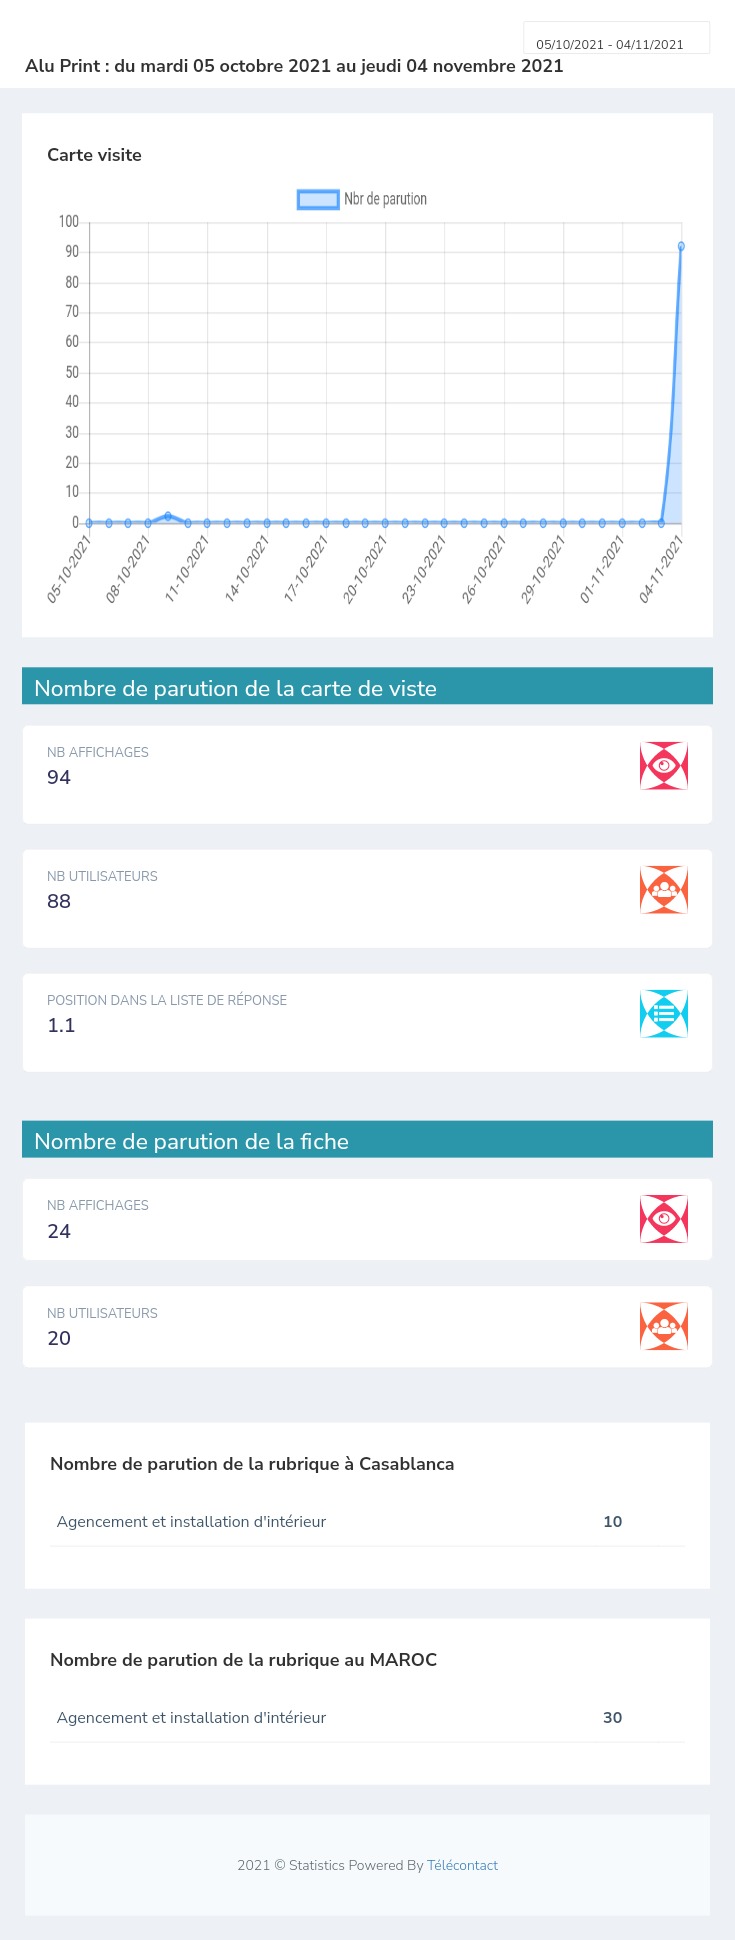 05/10/2021 - 04/11/2021
Alu Print : du mardi 05 octobre 2021 au jeudi 04 novembre 2021
Carte visite
Nbr de parution
100
90
80
70
60
50
40
30
20
10
0
05-10-2021 08-10-2021 11-10-2021 14-10-2021 17-10-2021 20-10-2021 23-10-2021 26-10-2021 29-10-2021 01-11-2021 04-11-2021
Nombre de parution de la carte de viste
NB AFFICHAGES
94
NB UTILISATEURS
88
POSITION DANS LA LISTE DE RÉPONSE
1.1
Nombre de parution de la fiche
NB AFFICHAGES
24
NB UTILISATEURS
20
Nombre de parution de la rubrique à Casablanca
Agencement et installation d'intérieur 10
Nombre de parution de la rubrique au MAROC
Agencement et installation d'intérieur 30
2021 © Statistics Powered By Télécontact